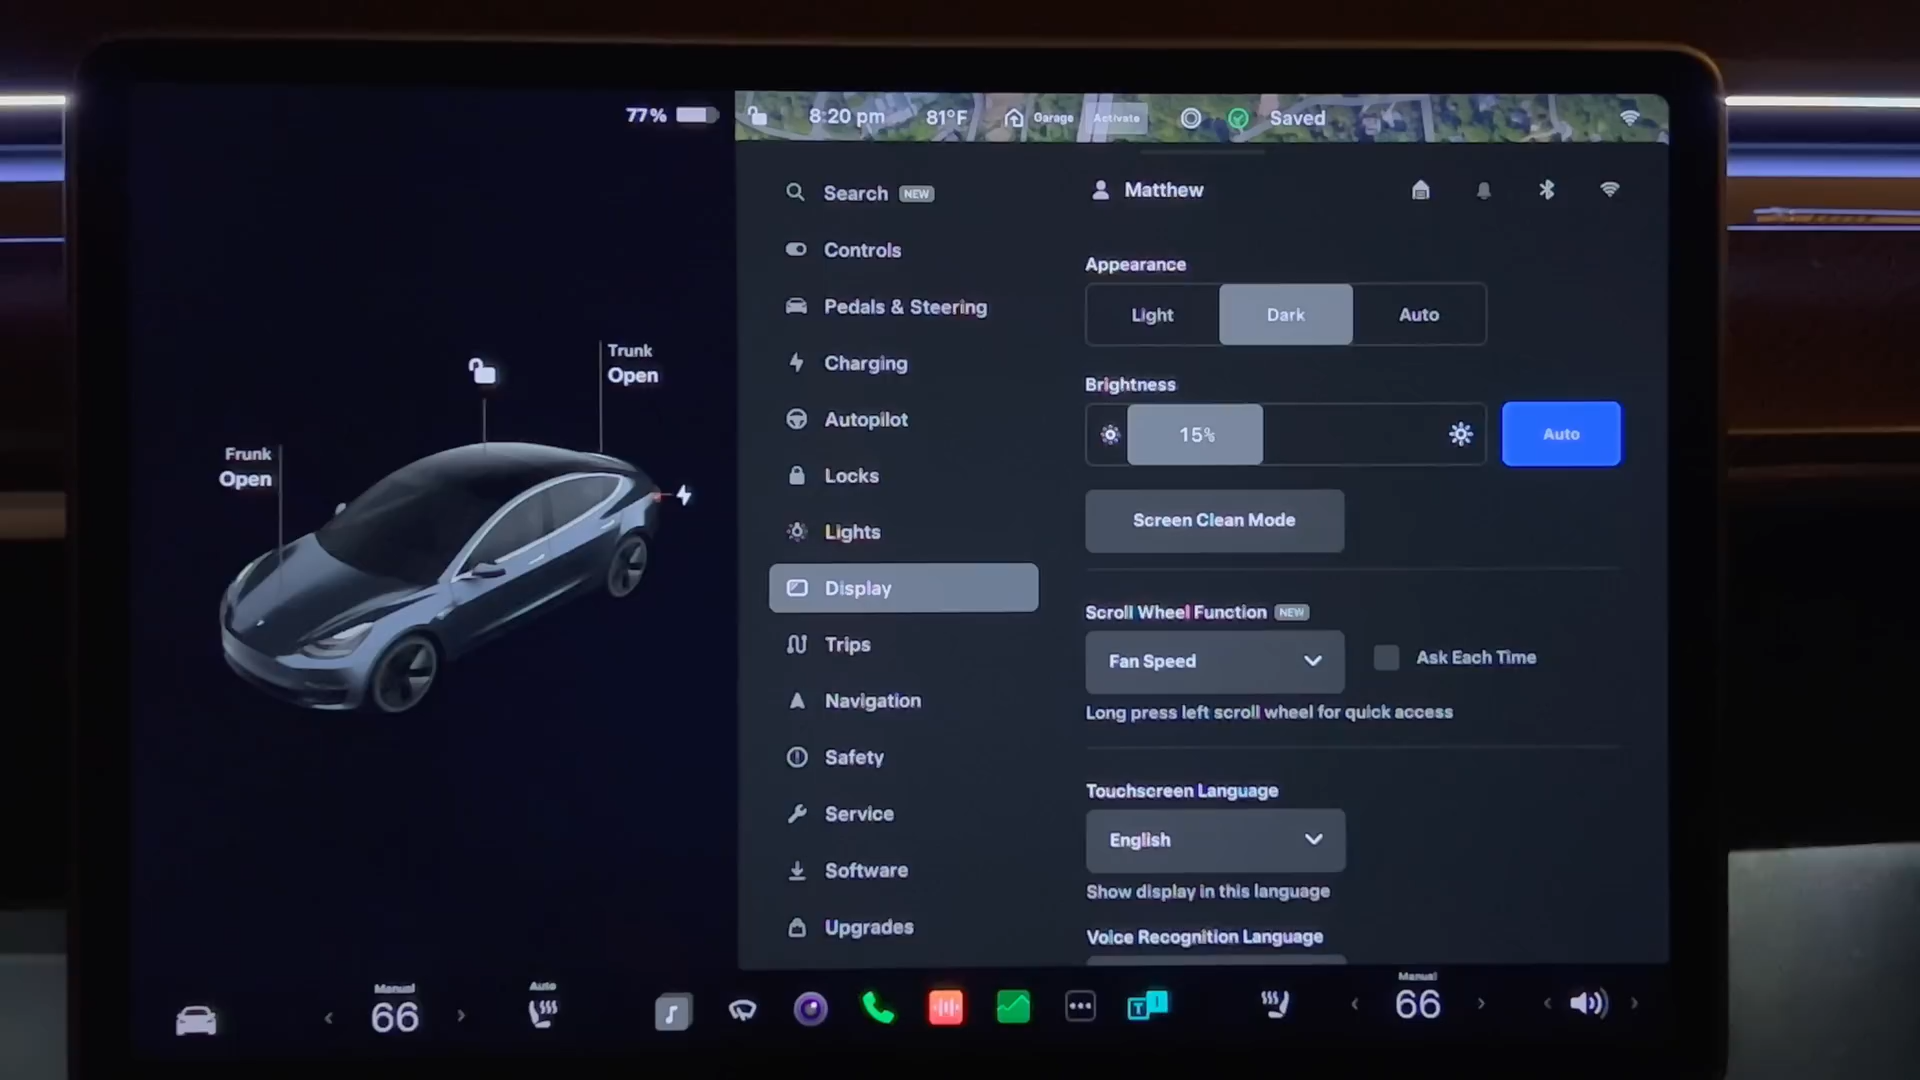 77%
8:20 pm 81°F Garage Activate Saved
Search NEW
Controls
Pedals & Steering
Charging
Autopilot
Locks
Lights
Display
Trips
Navigation
Safety
Service
Software
Upgrades
Trunk
Open
Frunk
Open
Matthew
Appearance
Light Dark Auto
Brightness
15% Auto
Screen Clean Mode
Scroll Wheel Function NEW
Fan Speed Ask Each Time
Long press left scroll wheel for quick access
Touchscreen Language
English
Show display in this language
Voice Recognition Language
Manual
66
Auto
T
Manual
66